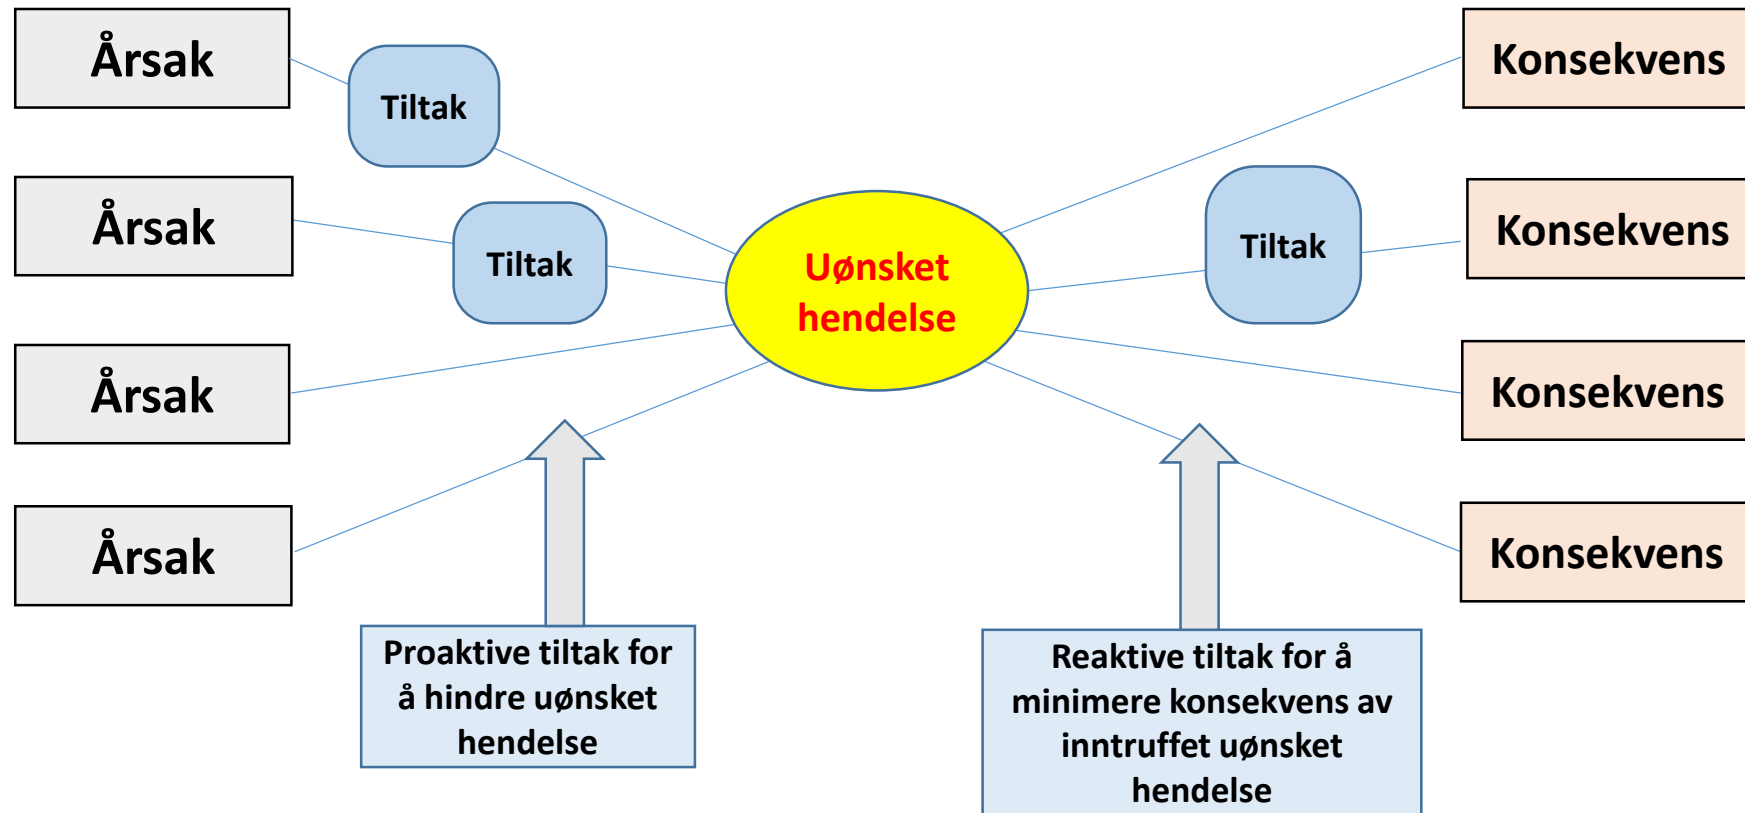 Årsak
Tiltak
Årsak
Tiltak
Årsak
Årsak
Uønsket
hendelse
Konsekvens
Tiltak
Konsekvens
Konsekvens
Konsekvens
Proaktive tiltak for
å hindre uønsket
hendelse
Reaktive tiltak for å
minimere konsekvens av
inntruffet uønsket
hendelse